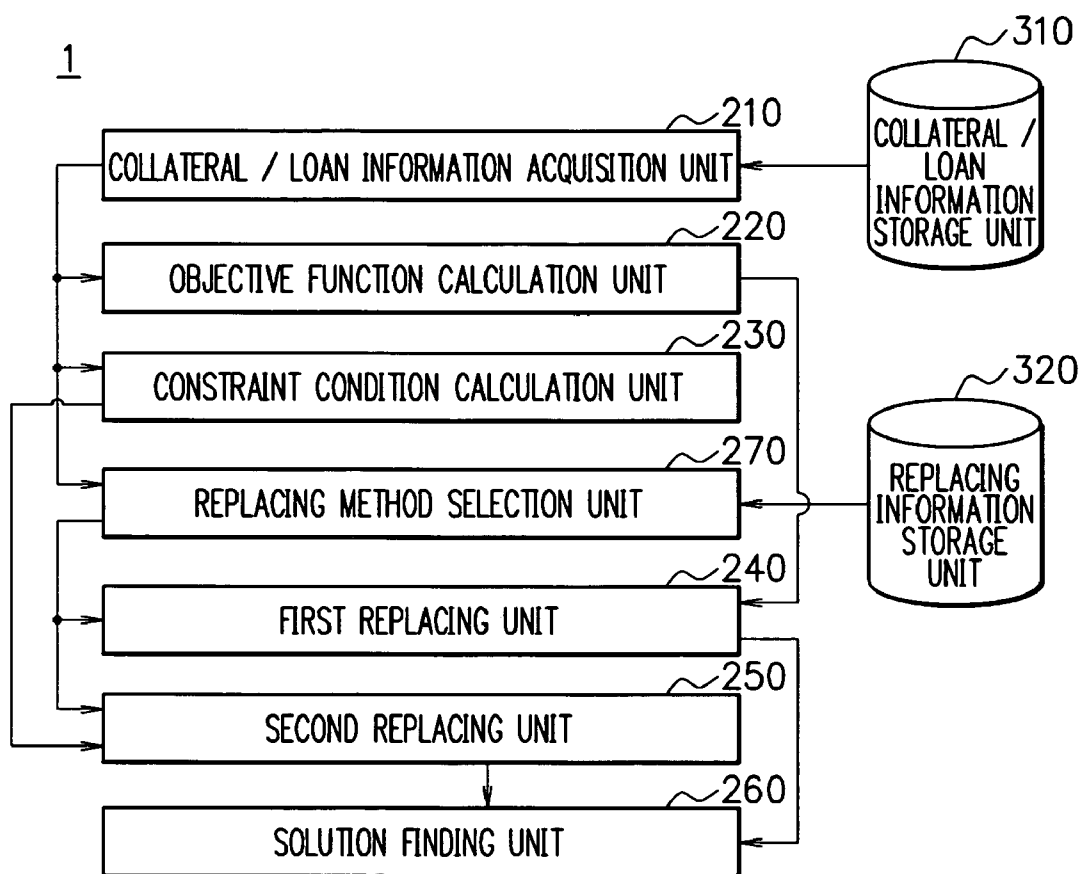 1
310
210
COLLATERAL / LOAN INFORMATION ACQUISITION UNIT
COLLATERAL /
LOAN
INFORMATION
STORAGE UNIT
220
OBJECTIVE FUNCTION CALCULATION UNIT
230
CONSTRAINT CONDITION CALCULATION UNIT
320
270
REPLACING METHOD SELECTION UNIT
REPLACING
INFORMATION
STORAGE
UNIT
240
FIRST REPLACING UNIT
250
SECOND REPLACING UNIT
260
SOLUTION FINDING UNIT